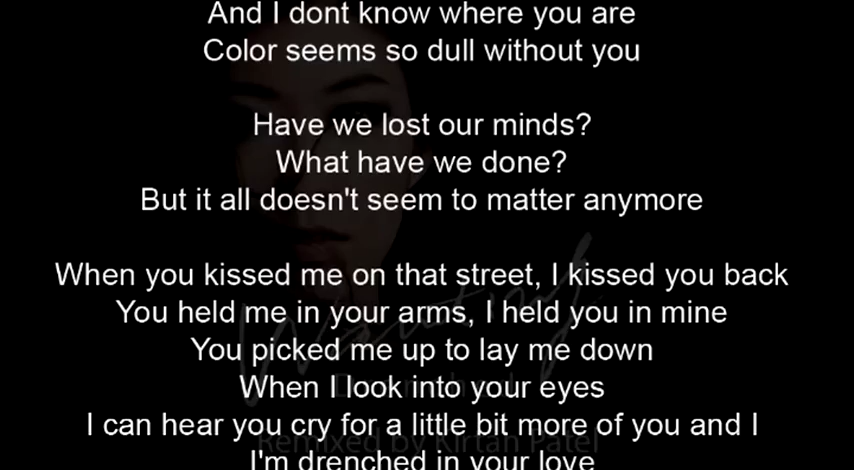 And I dont know where you are
Color seems so dull without you
Have we lost our minds?
What have we done?
But it all doesn't seem to matter anymore
When you kissed me on that street, I kissed you back
You held me in your arms, I held you in mine
You picked me up to lay me down
When I look into your eyes
I can hear you cry for a little bit more of you and I
Remixed by Kirtan Patel
I'm drenched in your love